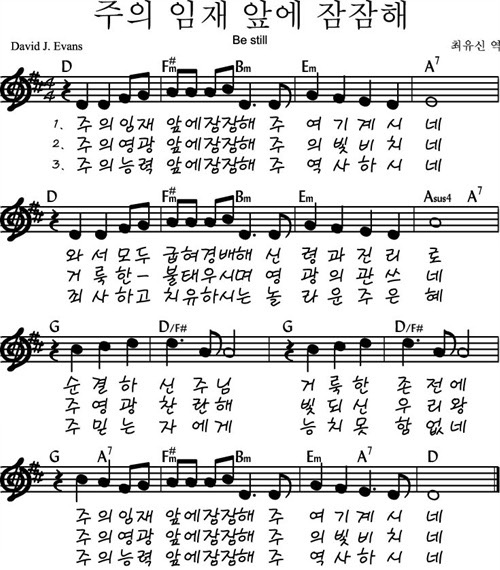 주의 임재 앞에 잠잠해
Be still
David J. Evans
최유신 역
D F#m Bm Em A7
4/4
1. 주의임재 앞에잠잠해 주 여기계시 네
2. 주의영광 앞에잠잠해 주 의빛비치 네
3. 주의능력 앞에잠잠해 주 역사하시 네
D F#m Bm Em Asus4 A7
와서모두 굽혀경배해 신 령과진리 로
거룩한ㅡ 불태우시며 영 광의관쓰 네
죄사하고 치유하시는 놀 라운주은 혜
G D/F# G D/F#
순결하 신주님 거룩한 존전에
주영광 찬란해 빛되신 우리왕
주믿는 자에게 능치못 함없네
G A7 F#m Bm Em A7 D
주의임재 앞에잠잠해 주 여기계시 네
주의영광 앞에잠잠해 주 의빛비치 네
주의능력 앞에잠잠해 주 역사하시 네